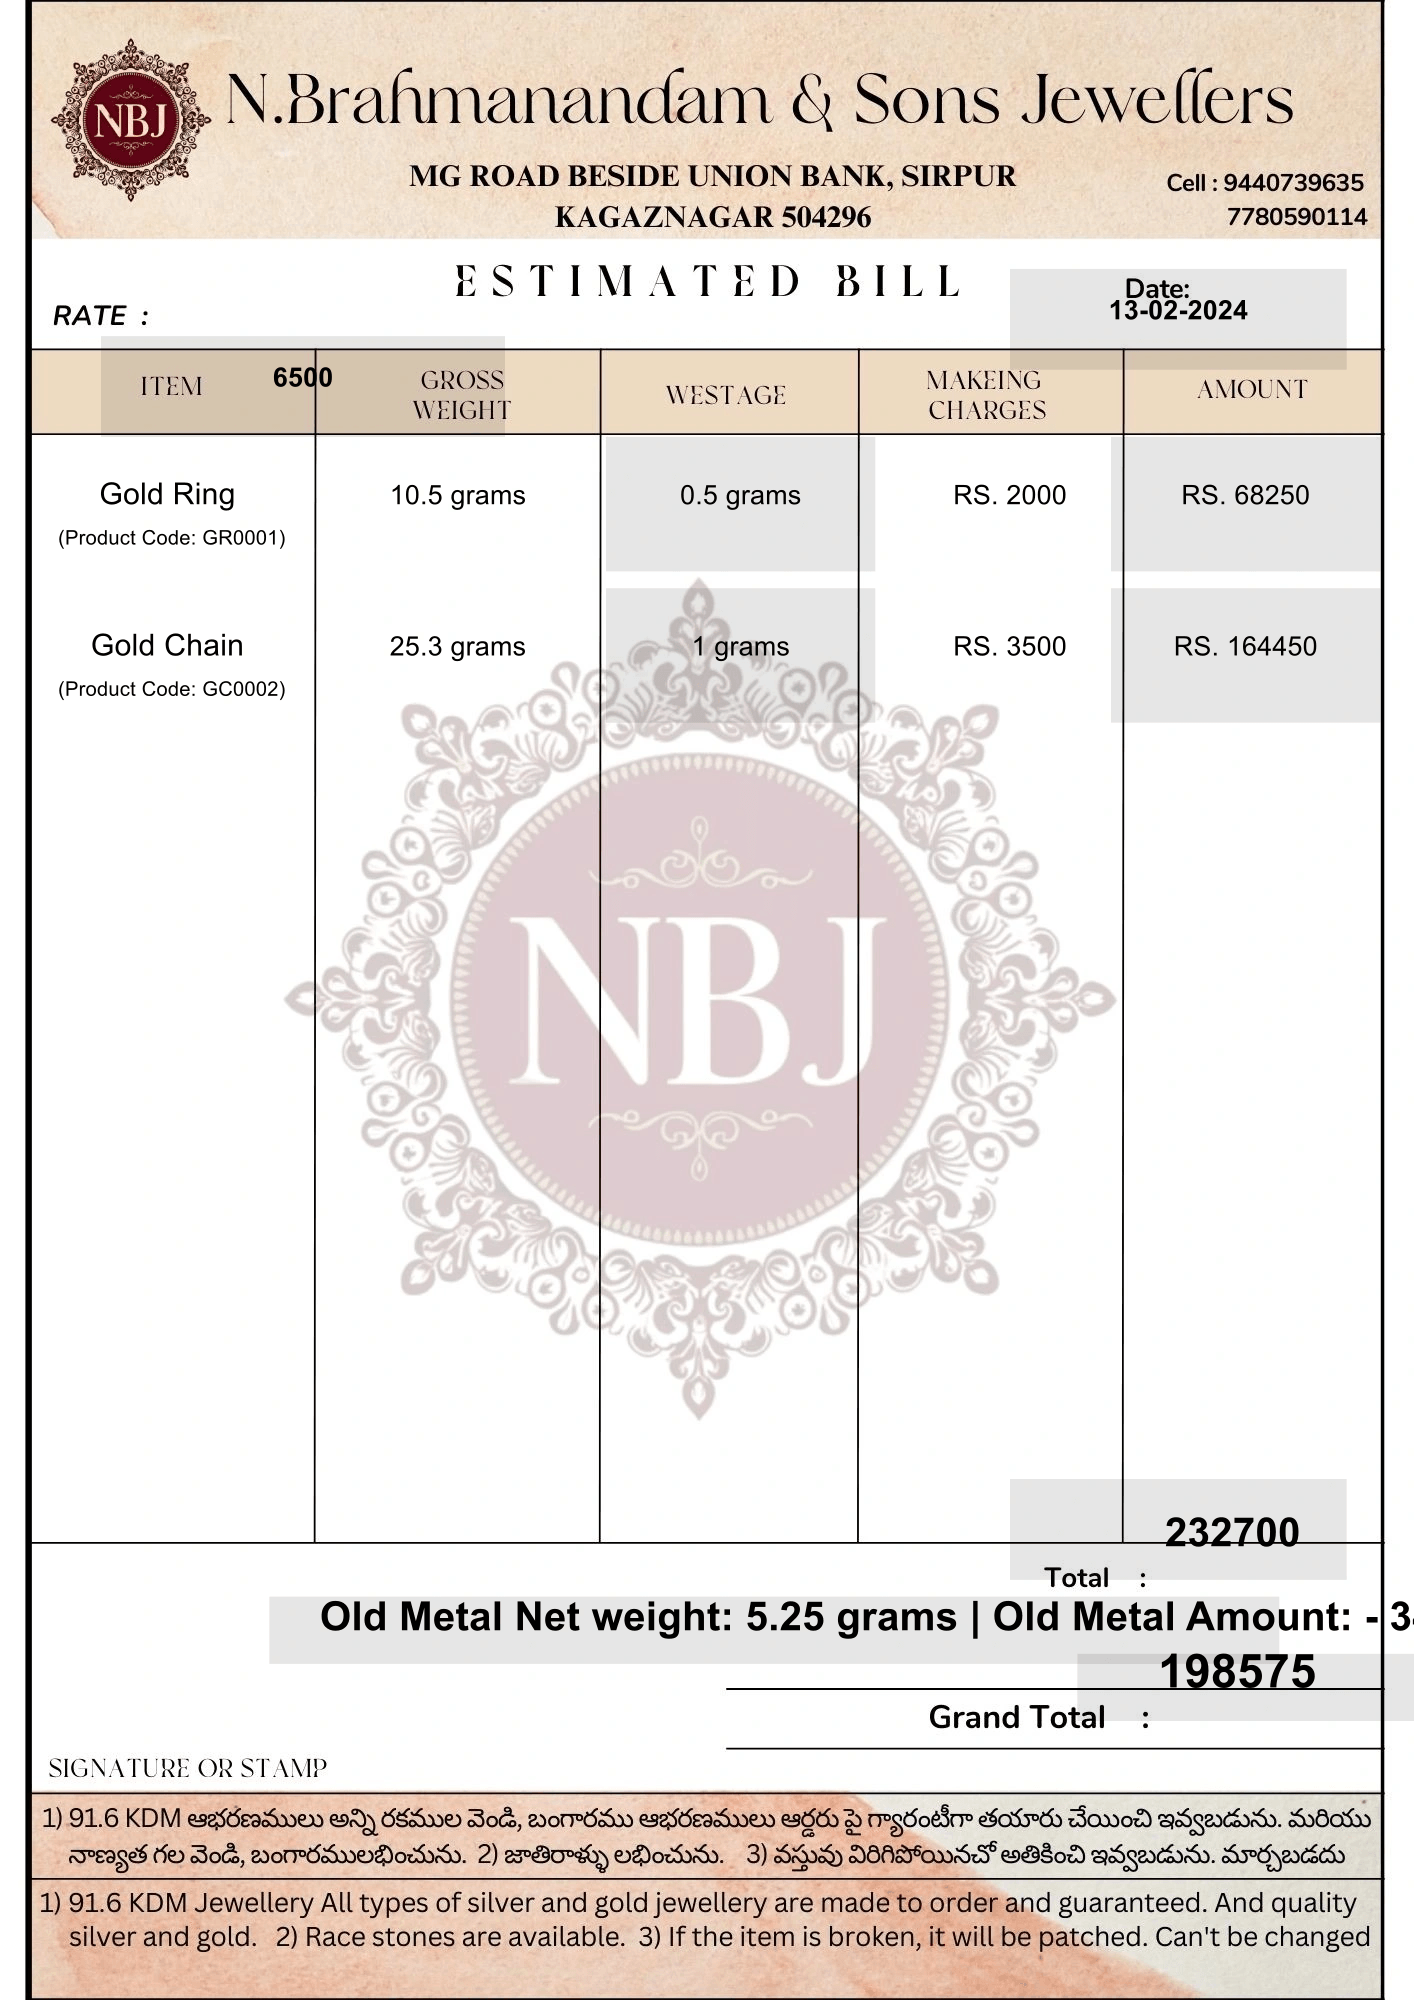 NBJ
N.Brahmanandam & Sons Jewellers
MG ROAD BESIDE UNION BANK, SIRPUR
KAGAZNAGAR 504296
Cell : 9440739635
7780590114
ESTIMATED BILL
Date:
13-02-2024
RATE :
6500
ITEM
GROSS
WEIGHT
WESTAGE
MAKEING
CHARGES
AMOUNT
Gold Ring 10.5 grams 0.5 grams RS. 2000 RS. 68250
(Product Code: GR0001)
Gold Chain 25.3 grams 1 grams RS. 3500 RS. 164450
(Product Code: GC0002)
NBJ
232700
Total :
Old Metal Net weight: 5.25 grams | Old Metal Amount: - 3
198575
Grand Total :
SIGNATURE OR STAMP
1) 91.6 KDM ఆభరణములు అన్ని రకముల వెండి, బంగారము ఆభరణములు ఆర్డరు పై గ్యారంటీగా తయారు చేయించి ఇవ్వబడును. మరియు
నాణ్యత గల వెండి, బంగారములభించును. 2) జాతిరాళ్ళు లభించును. 3) వస్తువు విరిగిపోయినచో అతికించి ఇవ్వబడును. మార్చబడదు
1) 91.6 KDM Jewellery All types of silver and gold jewellery are made to order and guaranteed. And quality
silver and gold. 2) Race stones are available. 3) If the item is broken, it will be patched. Can't be changed